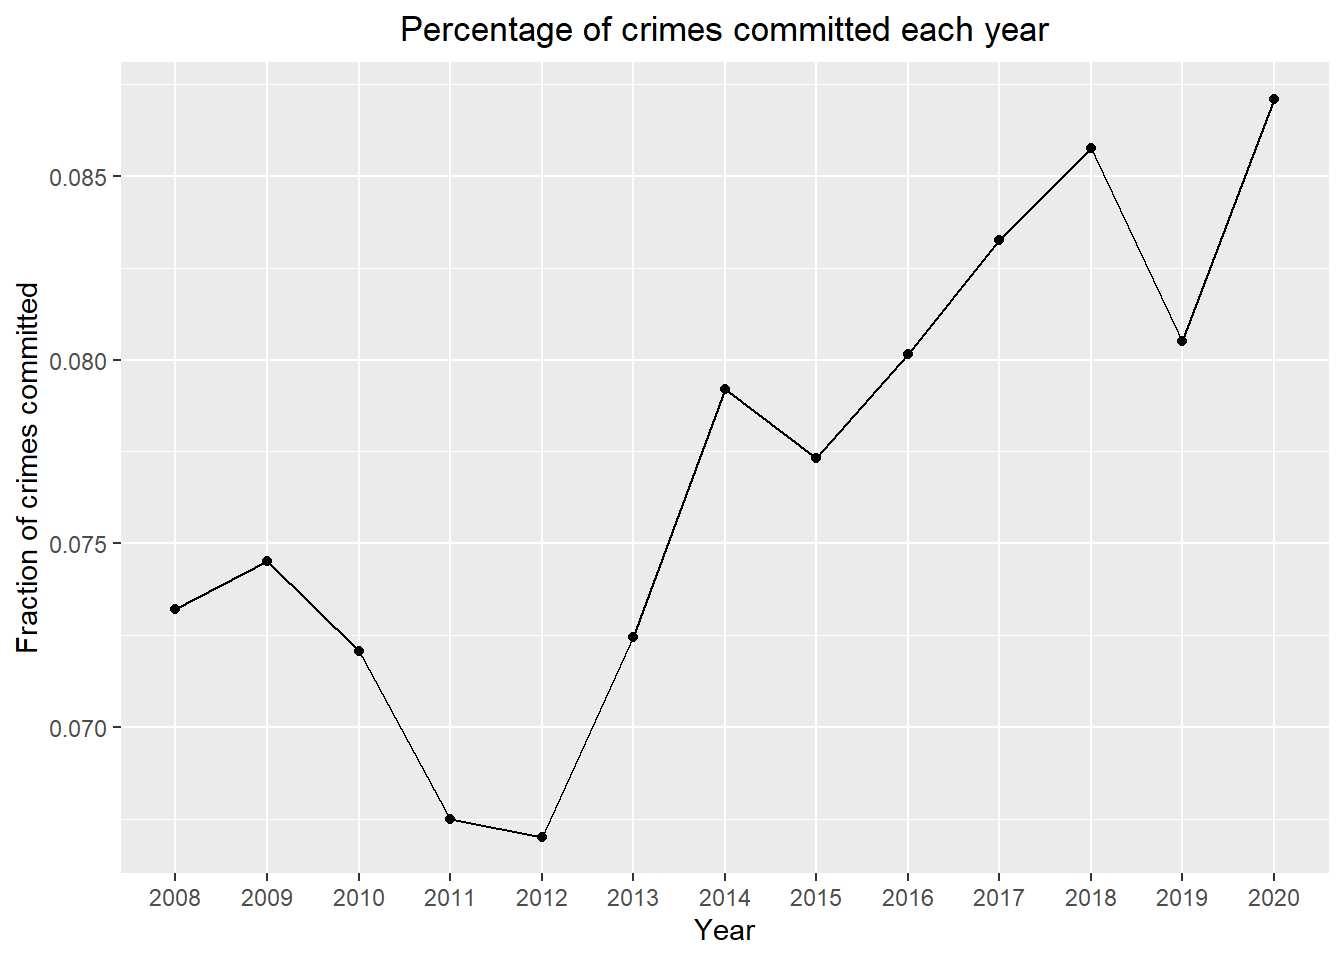 Percentage of crimes committed each year
Fraction of crimes committed
0.085
0.080
0.075
0.070
2008 2009 2010 2011 2012 2013 2014 2015 2016 2017 2018 2019 2020
Year